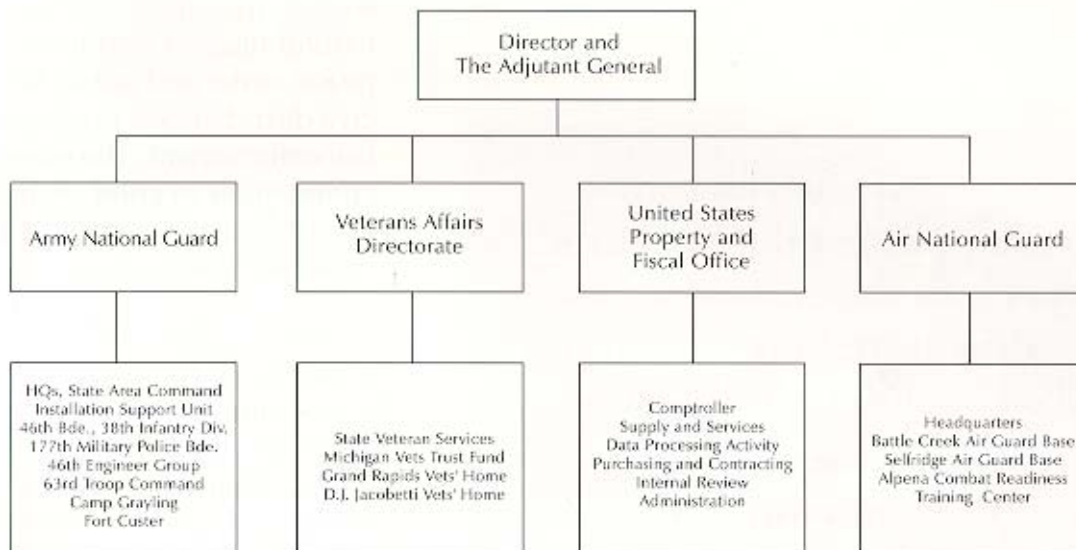 Director and
The Adjutant General
Army National Guard
Veterans Affairs
Directorate
United States
Property and
Fiscal Office
Air National Guard
HQs, State Area Command
Installation Support Unit
46th Bde., 38th Infantry Div.
177th Military Police Bde.
46th Engineer Group
63rd Troop Command
Camp Grayling
Fort Custer
State Veteran Services
Michigan Vets Trust Fund
Grand Rapids Vets' Home
D.J. Jacobetti Vets' Home
Comptroller
Supply and Services
Data Processing Activity
Purchasing and Contracting
Internal Review
Administration
Headquarters
Battle Creek Air Guard Base
Selfridge Air Guard Base
Alpena Combat Readiness
Training Center